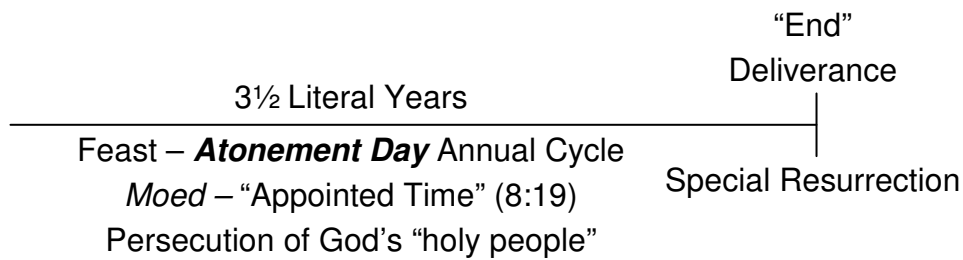 “End”
Deliverance
3½ Literal Years
Feast – Atonement Day Annual Cycle
Moed – “Appointed Time” (8:19)
Persecution of God’s “holy people”
Special Resurrection